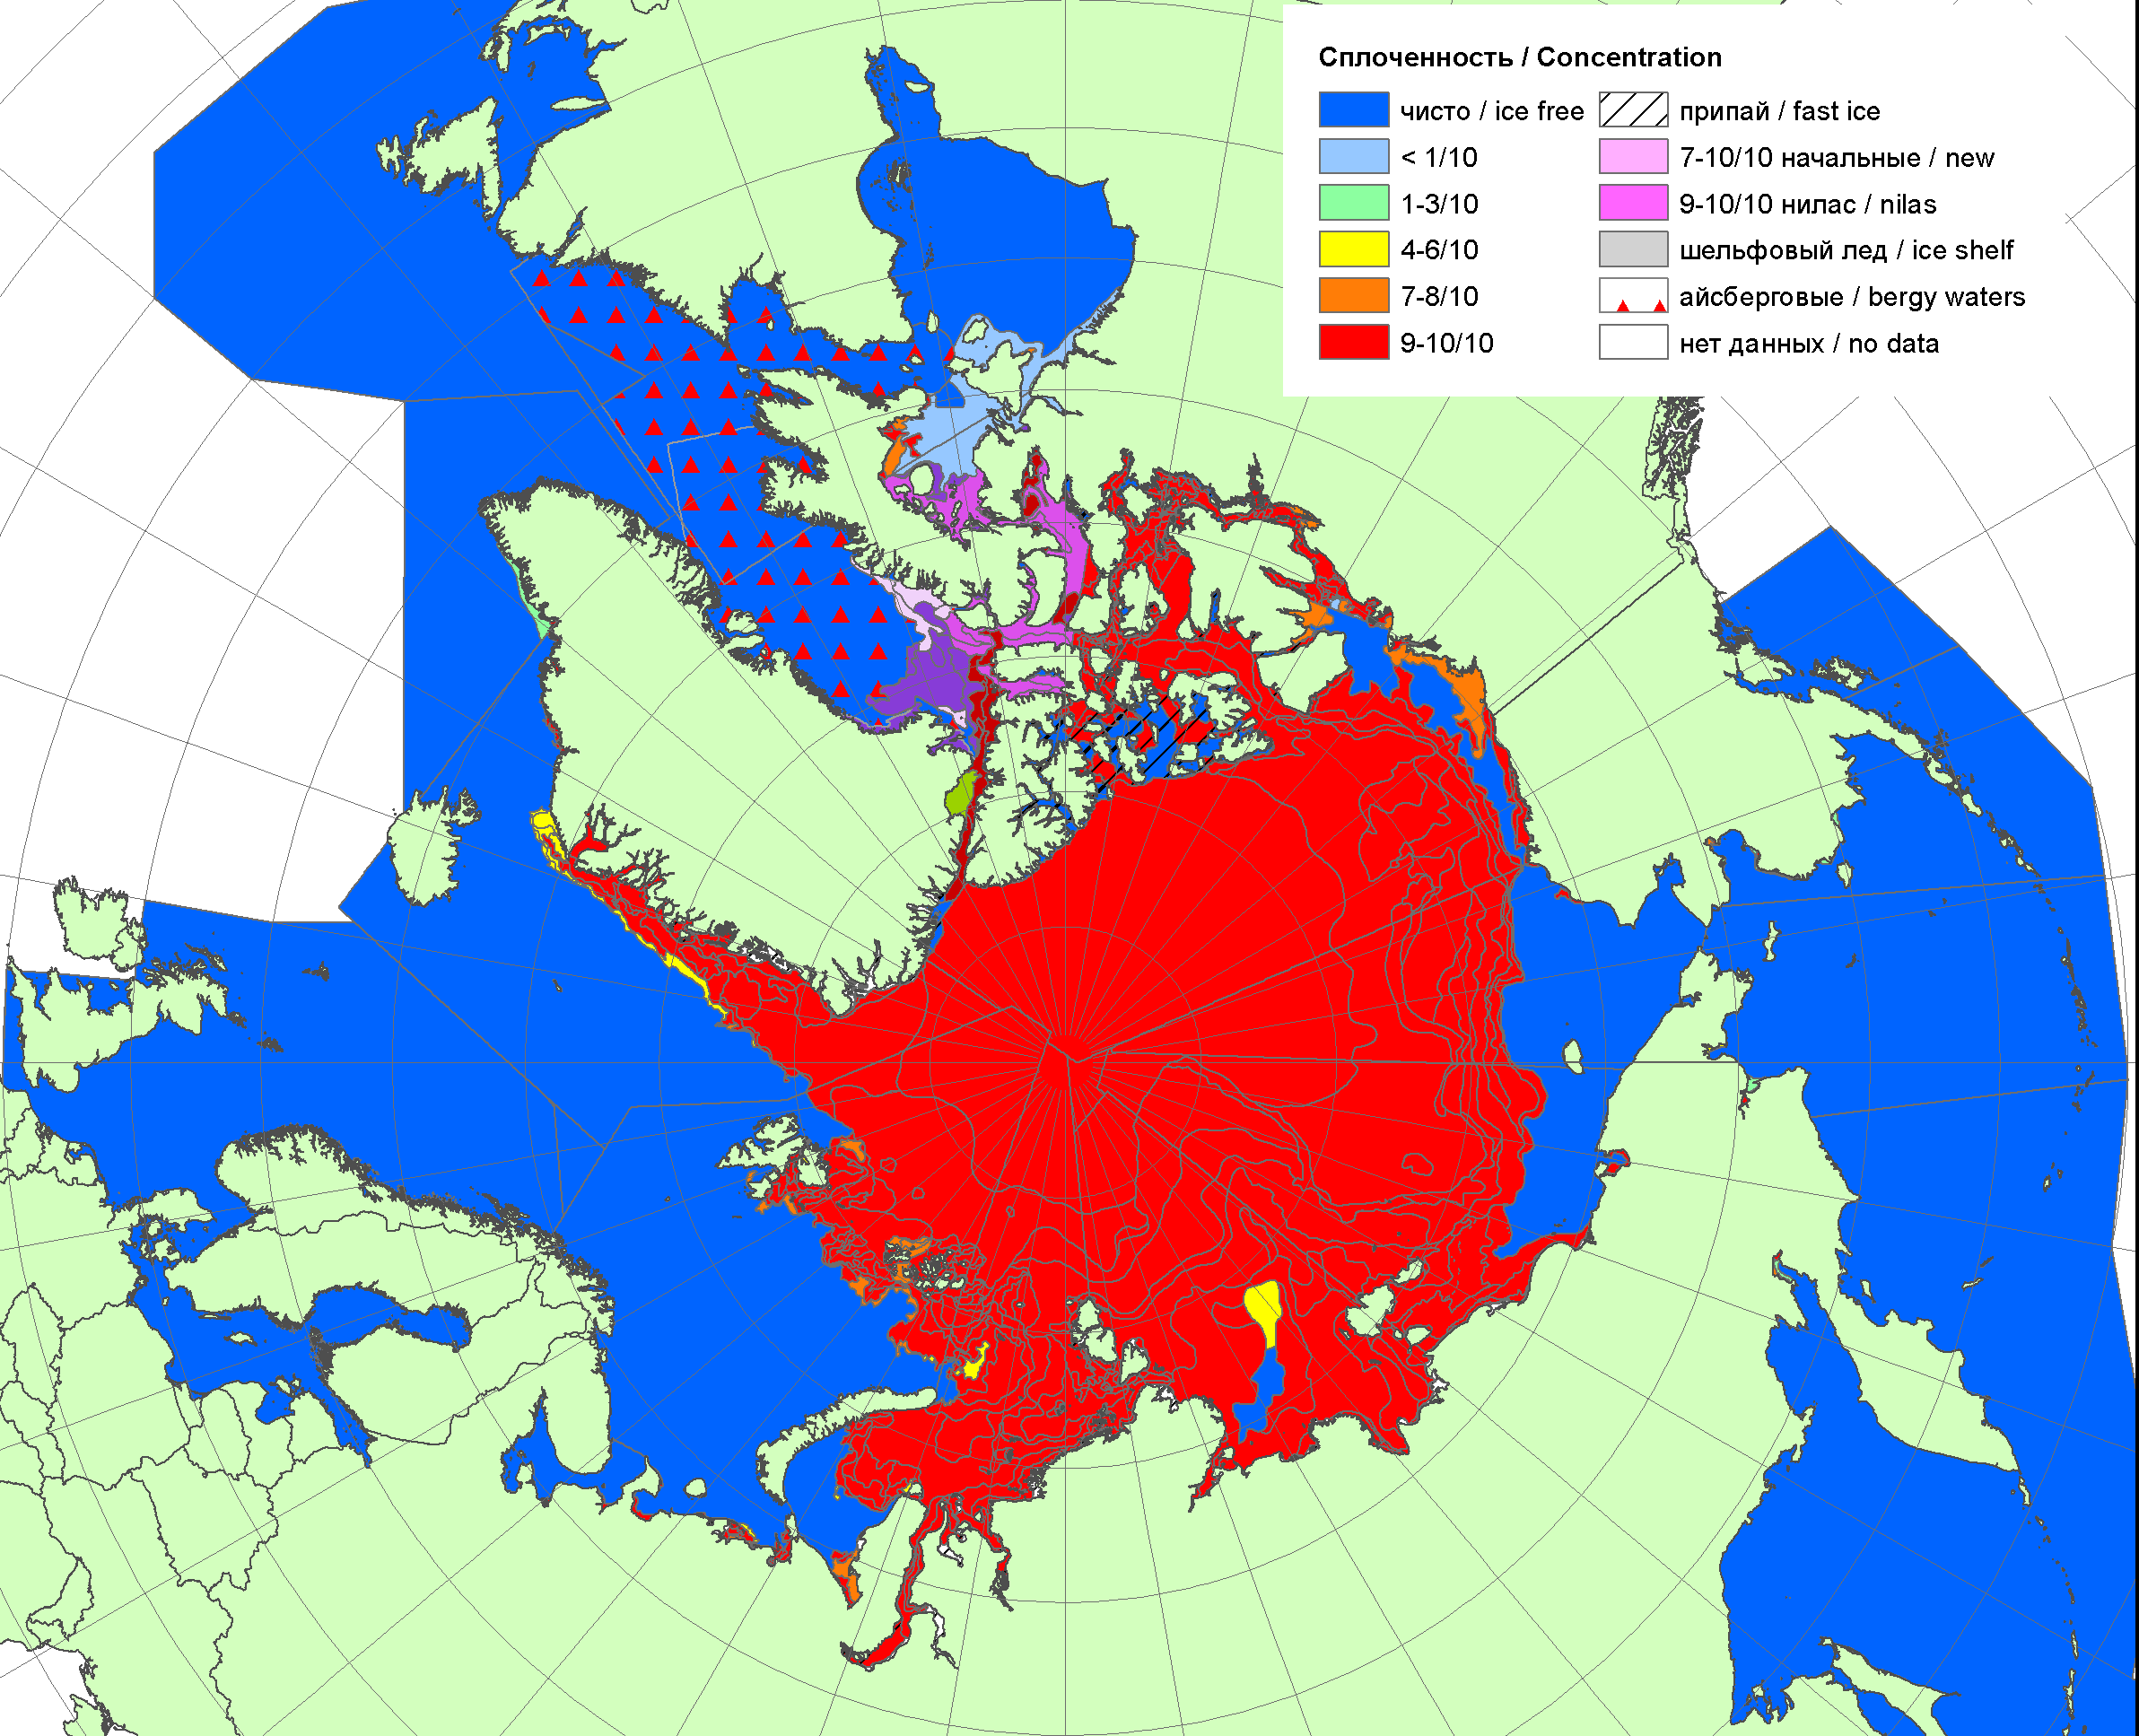 Сплоченность / Concentration
чисто / ice free
< 1/10
1-3/10
4-6/10
7-8/10
9-10/10
припай / fast ice
7-10/10 начальные / new
9-10/10 нилас / nilas
шельфовый лед / ice shelf
айсберговые / bergy waters
нет данных / no data